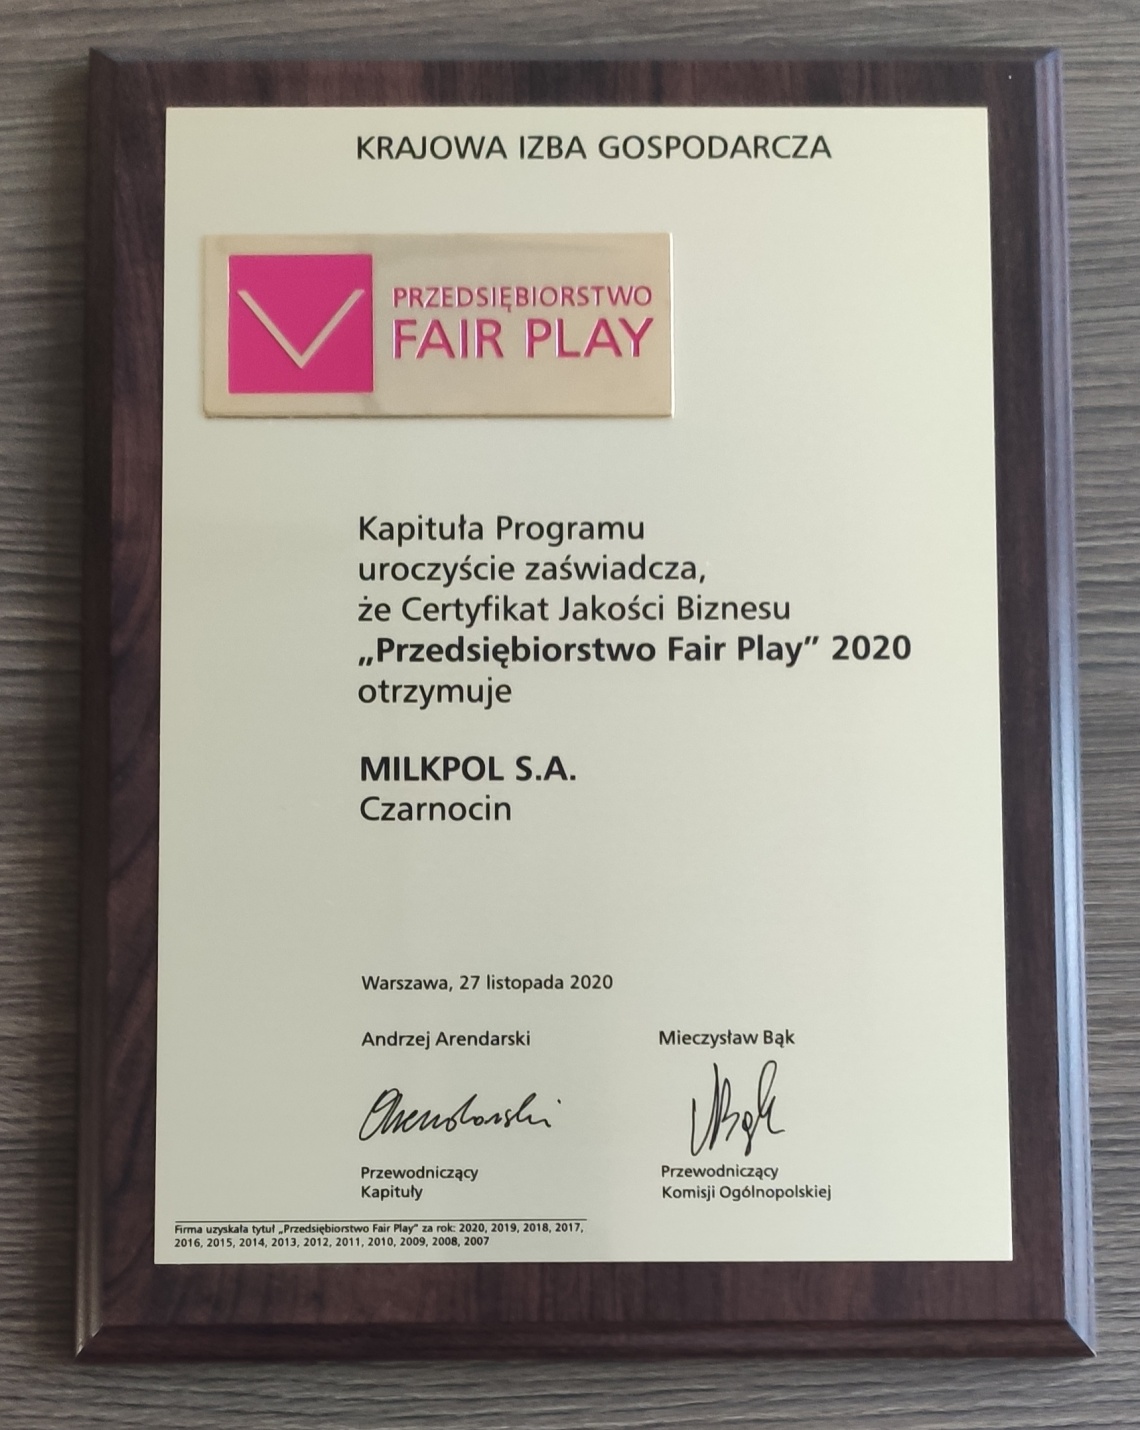 KRAJOWA IZBA GOSPODARCZA
PRZEDSIĘBIORSTWO
FAIR PLAY
Kapituła Programu
uroczyście zaświadcza,
że Certyfikat Jakości Biznesu
„Przedsiębiorstwo Fair Play” 2020
otrzymuje
MILKPOL S.A.
Czarnocin
Warszawa, 27 listopada 2020
Andrzej Arendarski
Mieczysław Bąk
Arendarski
MBąk
Przewodniczący
Kapituły
Przewodniczący
Komisji Ogólnopolskiej
Firma uzyskała tytuł „Przedsiębiorstwo Fair Play” za rok: 2020, 2019, 2018, 2017,
2016, 2015, 2014, 2013, 2012, 2011, 2010, 2009, 2008, 2007